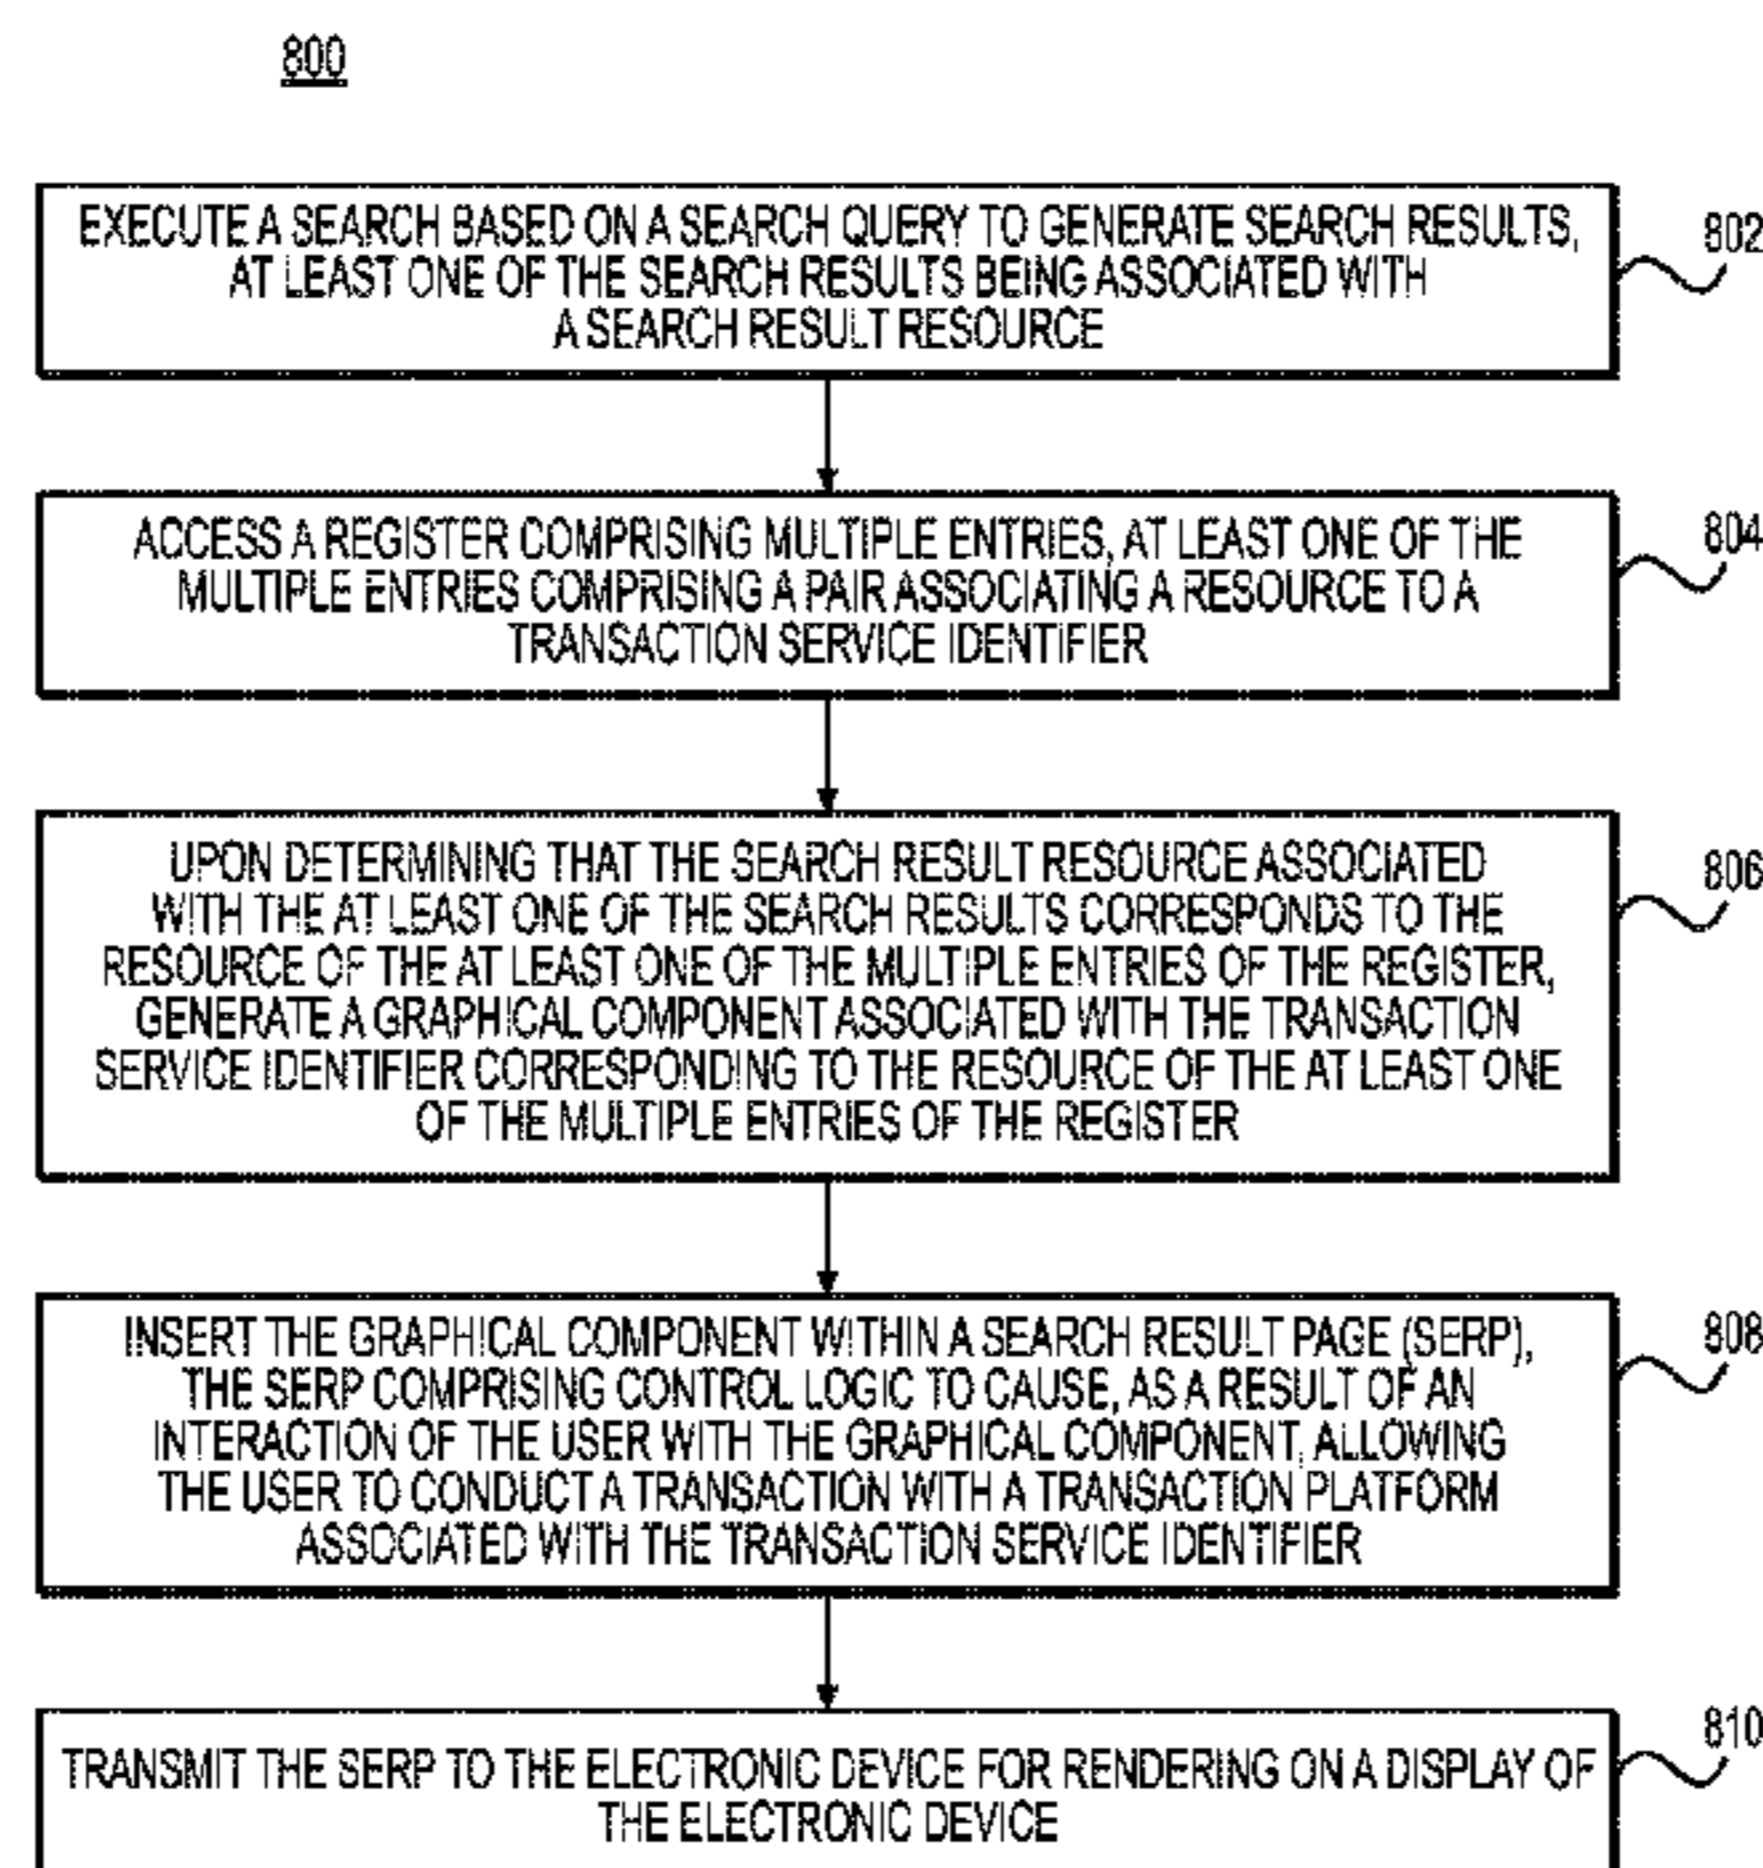 800
EXECUTE A SEARCH BASED ON A SEARCH QUERY TO GENERATE SEARCH RESULTS,
AT LEAST ONE OF THE SEARCH RESULTS BEING ASSOCIATED WITH
A SEARCH RESULT RESOURCE
802
ACCESS A REGISTER COMPRISING MULTIPLE ENTRIES, AT LEAST ONE OF THE
MULTIPLE ENTRIES COMPRISING A PAIR ASSOCIATING A RESOURCE TO A
TRANSACTION SERVICE IDENTIFIER
804
UPON DETERMINING THAT THE SEARCH RESULT RESOURCE ASSOCIATED
WITH THE AT LEAST ONE OF THE SEARCH RESULTS CORRESPONDS TO THE
RESOURCE OF THE AT LEAST ONE OF THE MULTIPLE ENTRIES OF THE REGISTER,
GENERATE A GRAPHICAL COMPONENT ASSOCIATED WITH THE TRANSACTION
SERVICE IDENTIFIER CORRESPONDING TO THE RESOURCE OF THE AT LEAST ONE
OF THE MULTIPLE ENTRIES OF THE REGISTER
806
INSERT THE GRAPHICAL COMPONENT WITHIN A SEARCH RESULT PAGE (SERP),
THE SERP COMPRISING CONTROL LOGIC TO CAUSE, AS A RESULT OF AN
INTERACTION OF THE USER WITH THE GRAPHICAL COMPONENT, ALLOWING
THE USER TO CONDUCT A TRANSACTION WITH A TRANSACTION PLATFORM
ASSOCIATED WITH THE TRANSACTION SERVICE IDENTIFIER
808
TRANSMIT THE SERP TO THE ELECTRONIC DEVICE FOR RENDERING ON A DISPLAY OF
THE ELECTRONIC DEVICE
810